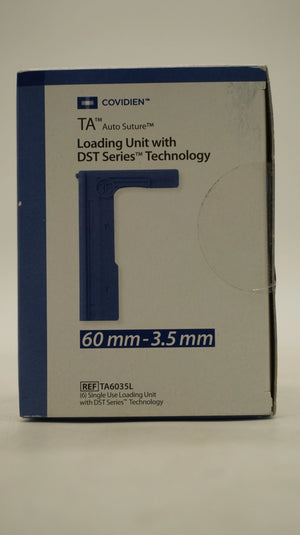 COVIDIEN™
TA™ Auto Suture™
Loading Unit with
DST Series™ Technology
60 mm - 3.5 mm
REF TA6035L
(6) Single Use Loading Unit
with DST Series™ Technology